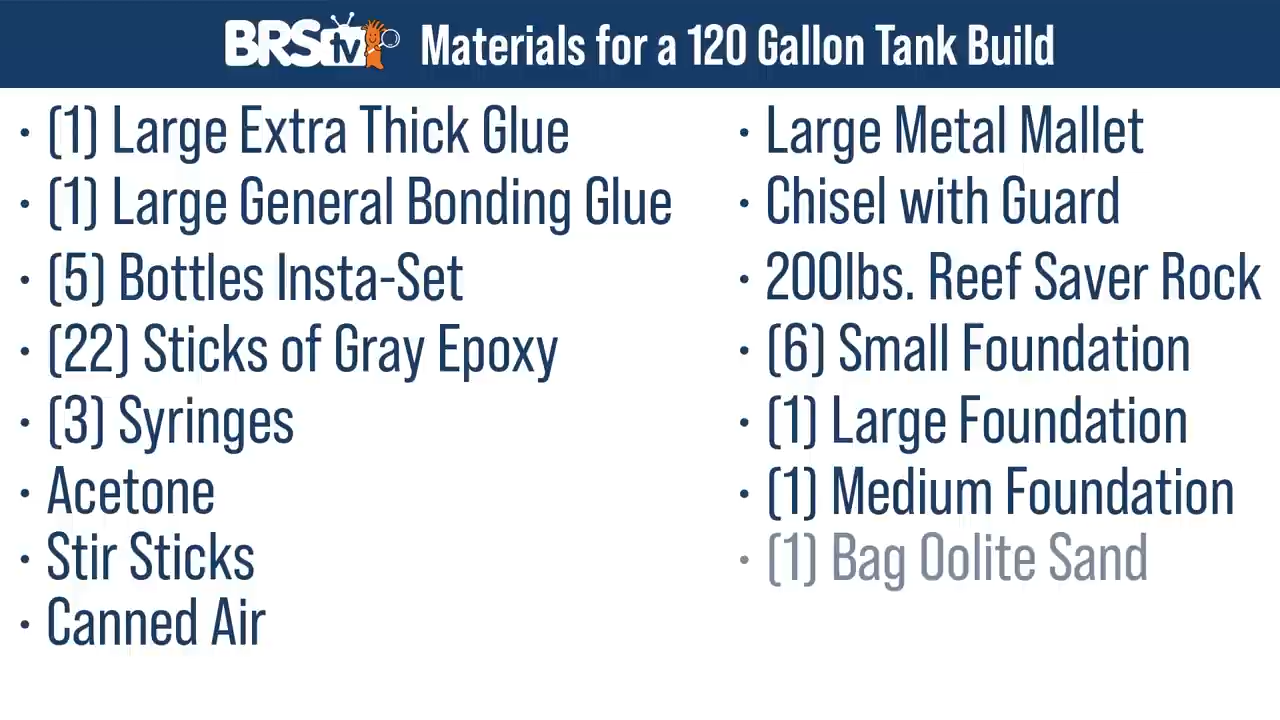 BRStv Materials for a 120 Gallon Tank Build
• (1) Large Extra Thick Glue
• (1) Large General Bonding Glue
• (5) Bottles Insta-Set
• (22) Sticks of Gray Epoxy
• (3) Syringes
• Acetone
• Stir Sticks
• Canned Air
• Large Metal Mallet
• Chisel with Guard
• 200lbs. Reef Saver Rock
• (6) Small Foundation
• (1) Large Foundation
• (1) Medium Foundation
• (1) Bag Oolite Sand